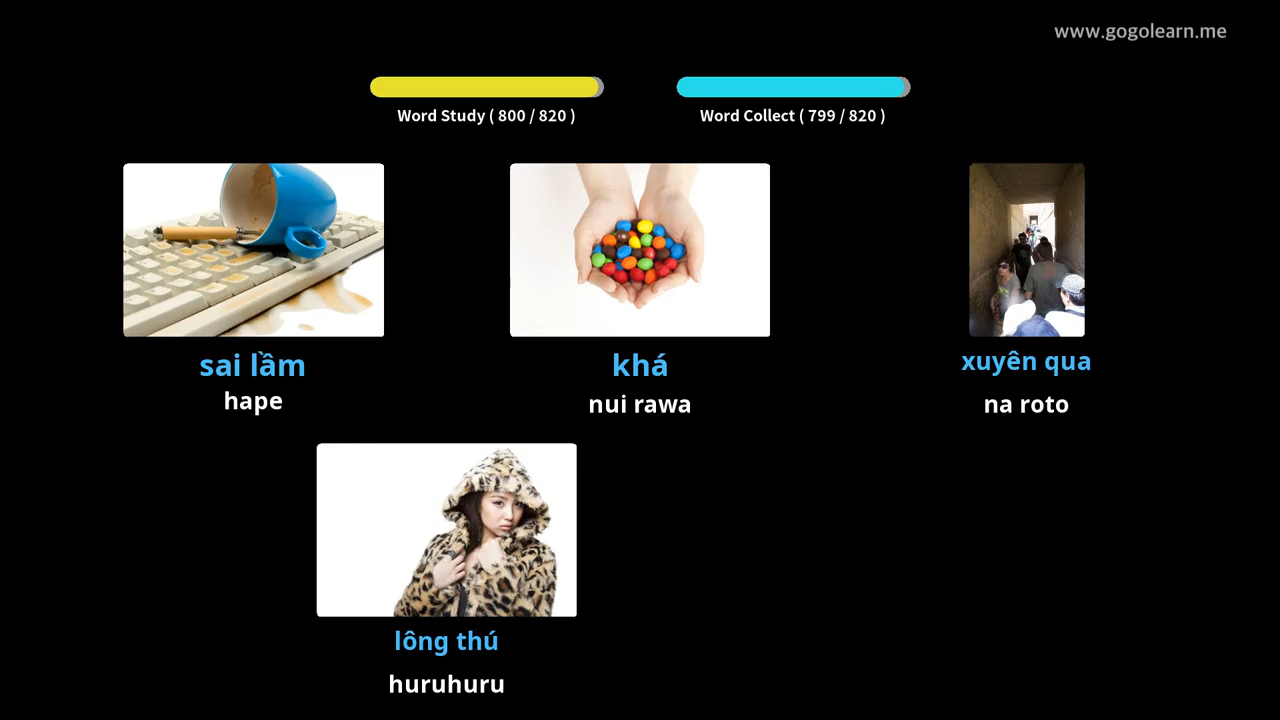 www.gogolearn.me
Word Study ( 800 / 820 )
Word Collect ( 799 / 820 )
sai lầm
hape
khá
nui rawa
xuyên qua
na roto
lông thú
huruhuru